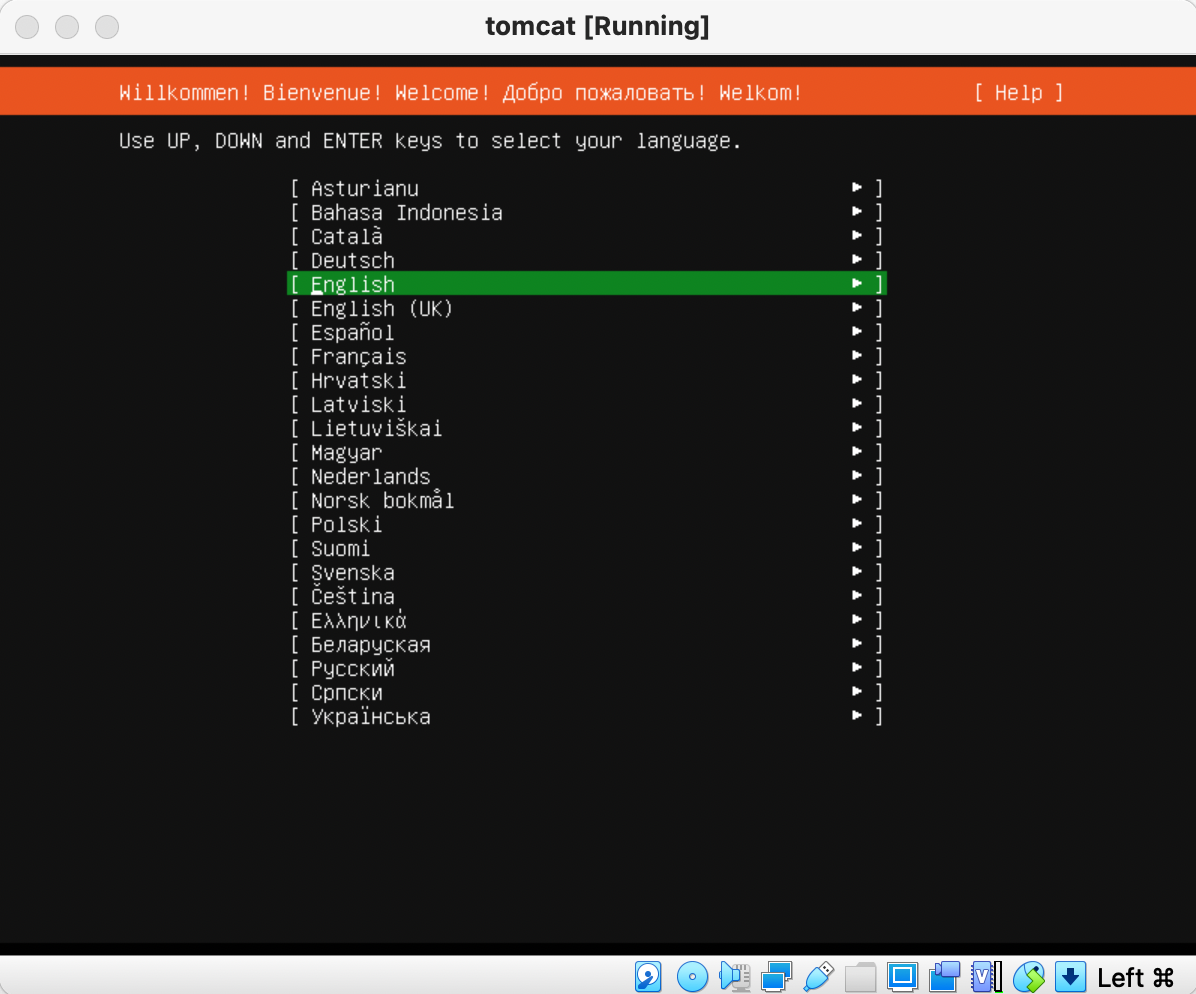 tomcat [Running]
Willkommen! Bienvenue! Welcome! Добро пожаловать! Welkom! [ Help ]
Use UP, DOWN and ENTER keys to select your language.
[ Asturianu ▸ ]
[ Bahasa Indonesia ▸ ]
[ Català ▸ ]
[ Deutsch ▸ ]
[ English ▸ ]
[ English (UK) ▸ ]
[ Español ▸ ]
[ Français ▸ ]
[ Hrvatski ▸ ]
[ Latviski ▸ ]
[ Lietuviškai ▸ ]
[ Magyar ▸ ]
[ Nederlands ▸ ]
[ Norsk bokmål ▸ ]
[ Polski ▸ ]
[ Suomi ▸ ]
[ Svenska ▸ ]
[ Čeština ▸ ]
[ Ελληνικά ▸ ]
[ Беларуская ▸ ]
[ Русский ▸ ]
[ Српски ▸ ]
[ Українська ▸ ]
Left ⌘